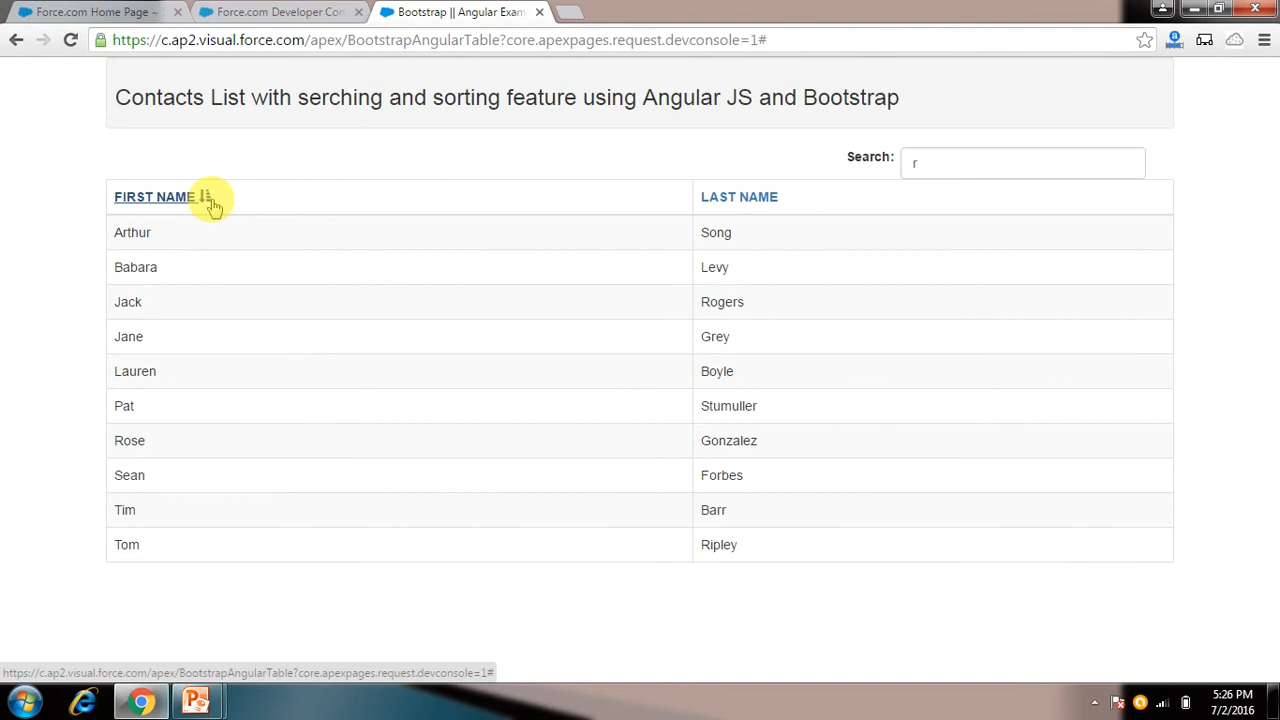 Force.com Home Page ~
Force.com Developer Con
Bootstrap || Angular Exam
https://c.ap2.visual.force.com/apex/BootstrapAngularTable?core.apexpages.request.devconsole=1#
Contacts List with serching and sorting feature using Angular JS and Bootstrap
Search: r
FIRST NAME LAST NAME
Arthur Song
Babara Levy
Jack Rogers
Jane Grey
Lauren Boyle
Pat Stumuller
Rose Gonzalez
Sean Forbes
Tim Barr
Tom Ripley
https://c.ap2.visual.force.com/apex/BootstrapAngularTable?core.apexpages.request.devconsole=1#
5:26 PM
7/2/2016